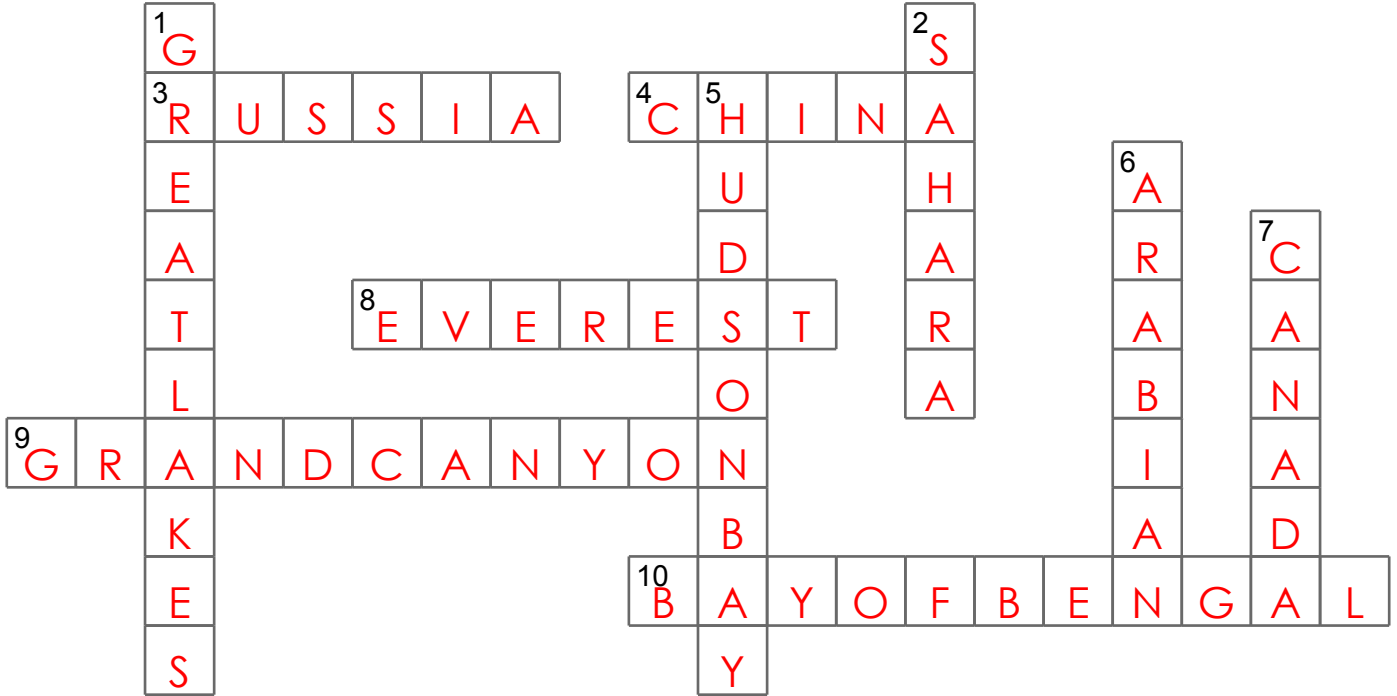 1 G 2 S
3 R U S S I A 4 C 5 H I N A
E U H 6 A
A D A R 7 C
T 8 E V E R E S T R A A
L O A B N
9 G R A N D C A N Y O N I A
K B A D
E 10 B A Y O F B E N G A L
S Y